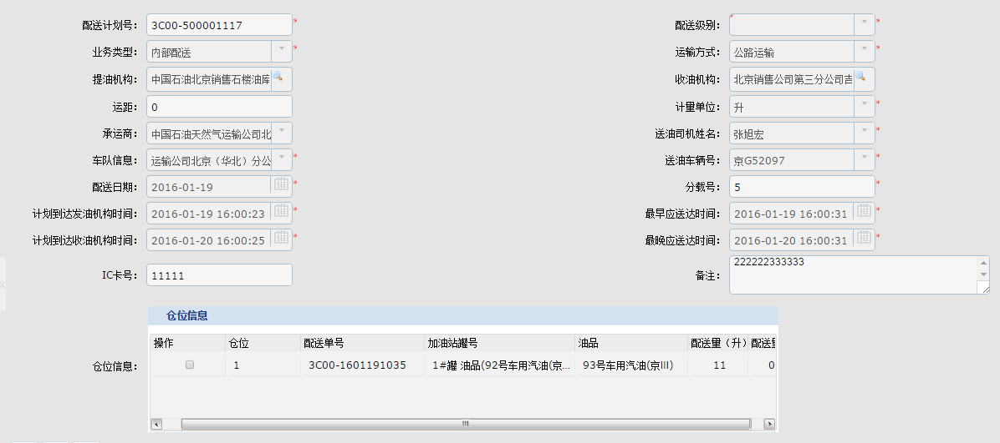 配送计划号： 3C00-500001117 * 配送级别： *
业务类型： 内部配送 * 运输方式： 公路运输 *
提油机构： 中国石油北京销售石楼油库 收油机构： 北京销售公司第三分公司吉
运距： 0 计量单位： 升 *
承运商： 中国石油天然气运输公司北 送油司机姓名： 张旭宏 *
车队信息： 运输公司北京（华北）分公 * 送油车辆号： 京G52097 *
配送日期： 2016-01-19 * 分载号： 5 *
计划到达发油机构时间： 2016-01-19 16:00:23 * 最早应送达时间： 2016-01-19 16:00:31 *
计划到达收油机构时间： 2016-01-20 16:00:25 * 最晚应送达时间： 2016-01-20 16:00:31 *
IC卡号： 11111 备注： 222222333333
仓位信息
操作 仓位 配送单号 加油站罐号 油品 配送量（升） 配送
仓位信息： 1 3C00-1601191035 1#罐 油品(92号车用汽油(京... 93号车用汽油(京III) 11 0